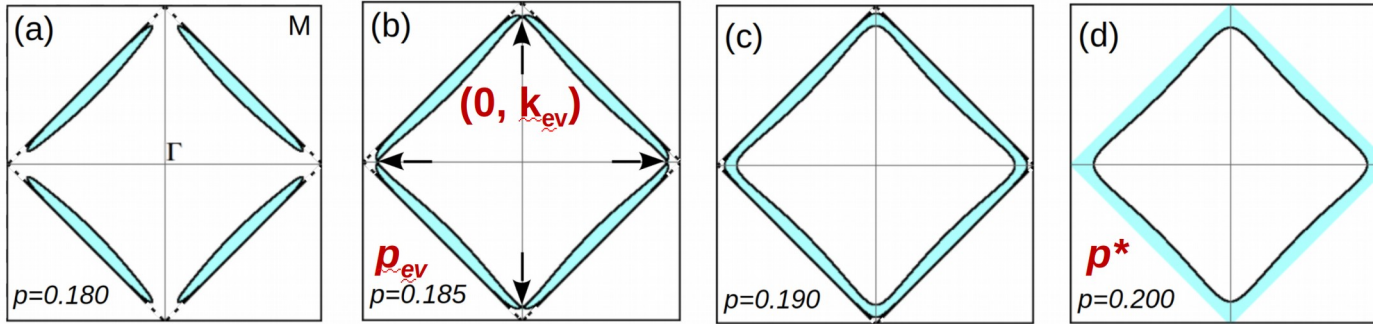 (a)
M
Γ
p=0.180
(b)
(0, k_ev)
p_ev
p=0.185
(c)
p=0.190
(d)
p*
p=0.200